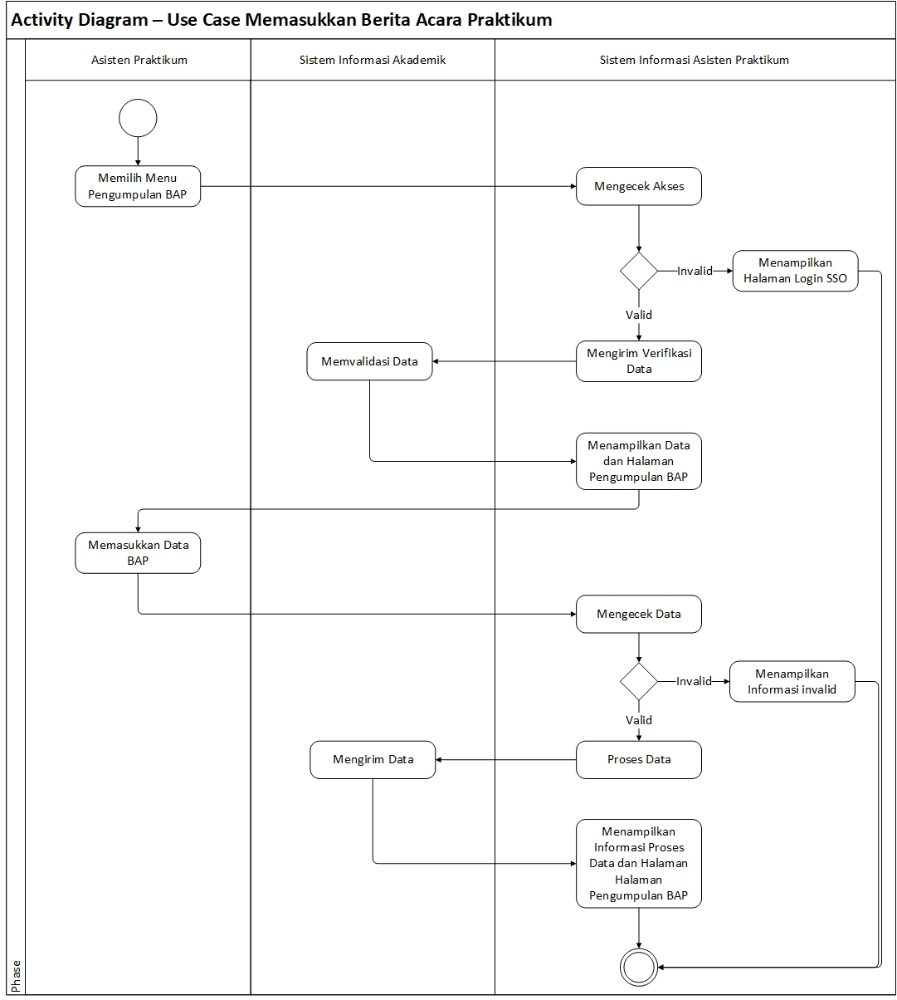 Activity Diagram – Use Case Memasukkan Berita Acara Praktikum
Asisten Praktikum
Sistem Informasi Akademik
Sistem Informasi Asisten Praktikum
Memilih Menu
Pengumpulan BAP
Mengecek Akses
Invalid
Menampilkan
Halaman Login SSO
Valid
Memvalidasi Data
Mengirim Verifikasi
Data
Menampilkan Data
dan Halaman
Pengumpulan BAP
Memasukkan Data
BAP
Mengecek Data
Invalid
Menampilkan
Informasi invalid
Valid
Mengirim Data
Proses Data
Menampilkan
Informasi Proses
Data dan Halaman
Halaman
Pengumpulan BAP
Phase